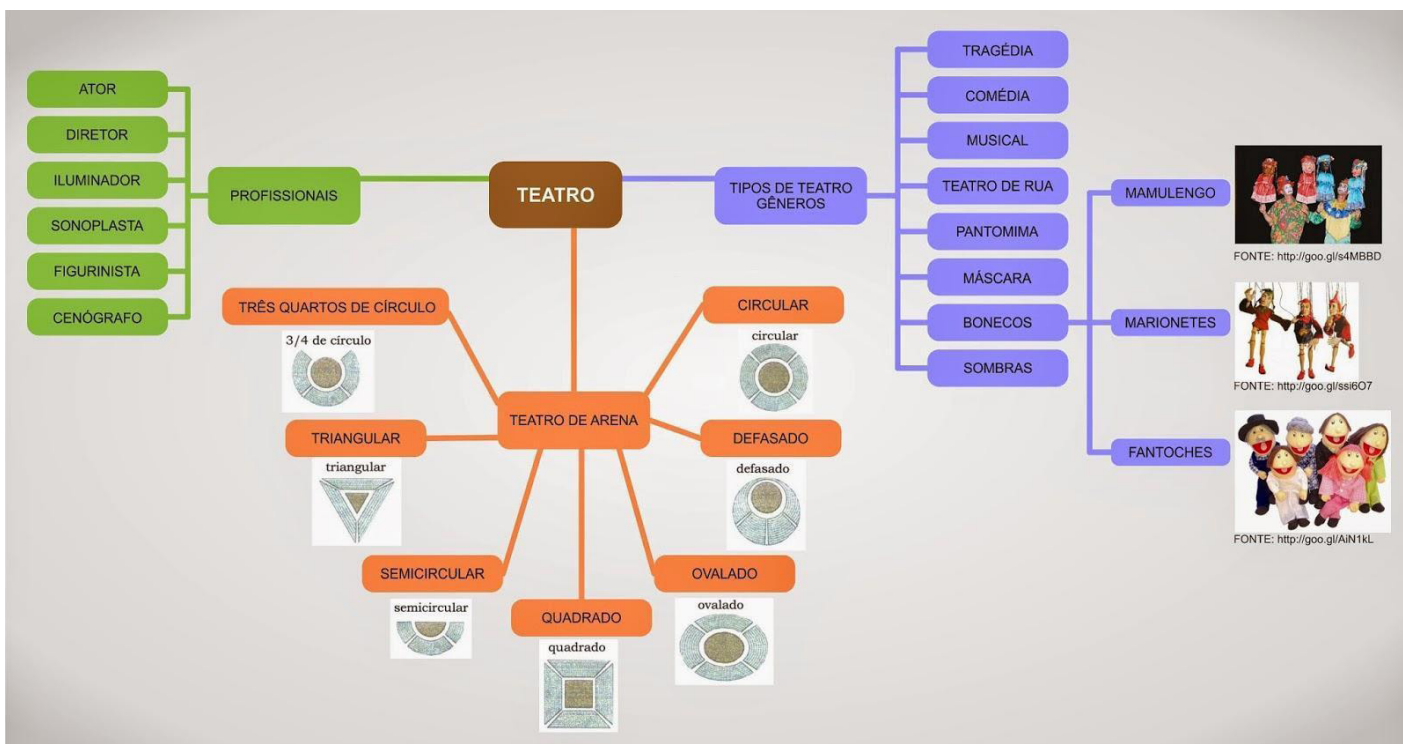 TEATRO
PROFISSIONAIS
ATOR
DIRETOR
ILUMINADOR
SONOPLASTA
FIGURINISTA
CENÓGRAFO
TIPOS DE TEATRO
GÊNEROS
TRAGÉDIA
COMÉDIA
MUSICAL
TEATRO DE RUA
PANTOMIMA
MÁSCARA
BONECOS
SOMBRAS
MAMULENGO
FONTE: http://goo.gl/s4MBBD
MARIONETES
FONTE: http://goo.gl/ssi6O7
FANTOCHES
FONTE: http://goo.gl/AiN1kL
TEATRO DE ARENA
TRÊS QUARTOS DE CÍRCULO
3/4 de círculo
TRIANGULAR
triangular
SEMICIRCULAR
semicircular
QUADRADO
quadrado
OVALADO
ovalado
DEFASADO
defasado
CIRCULAR
circular